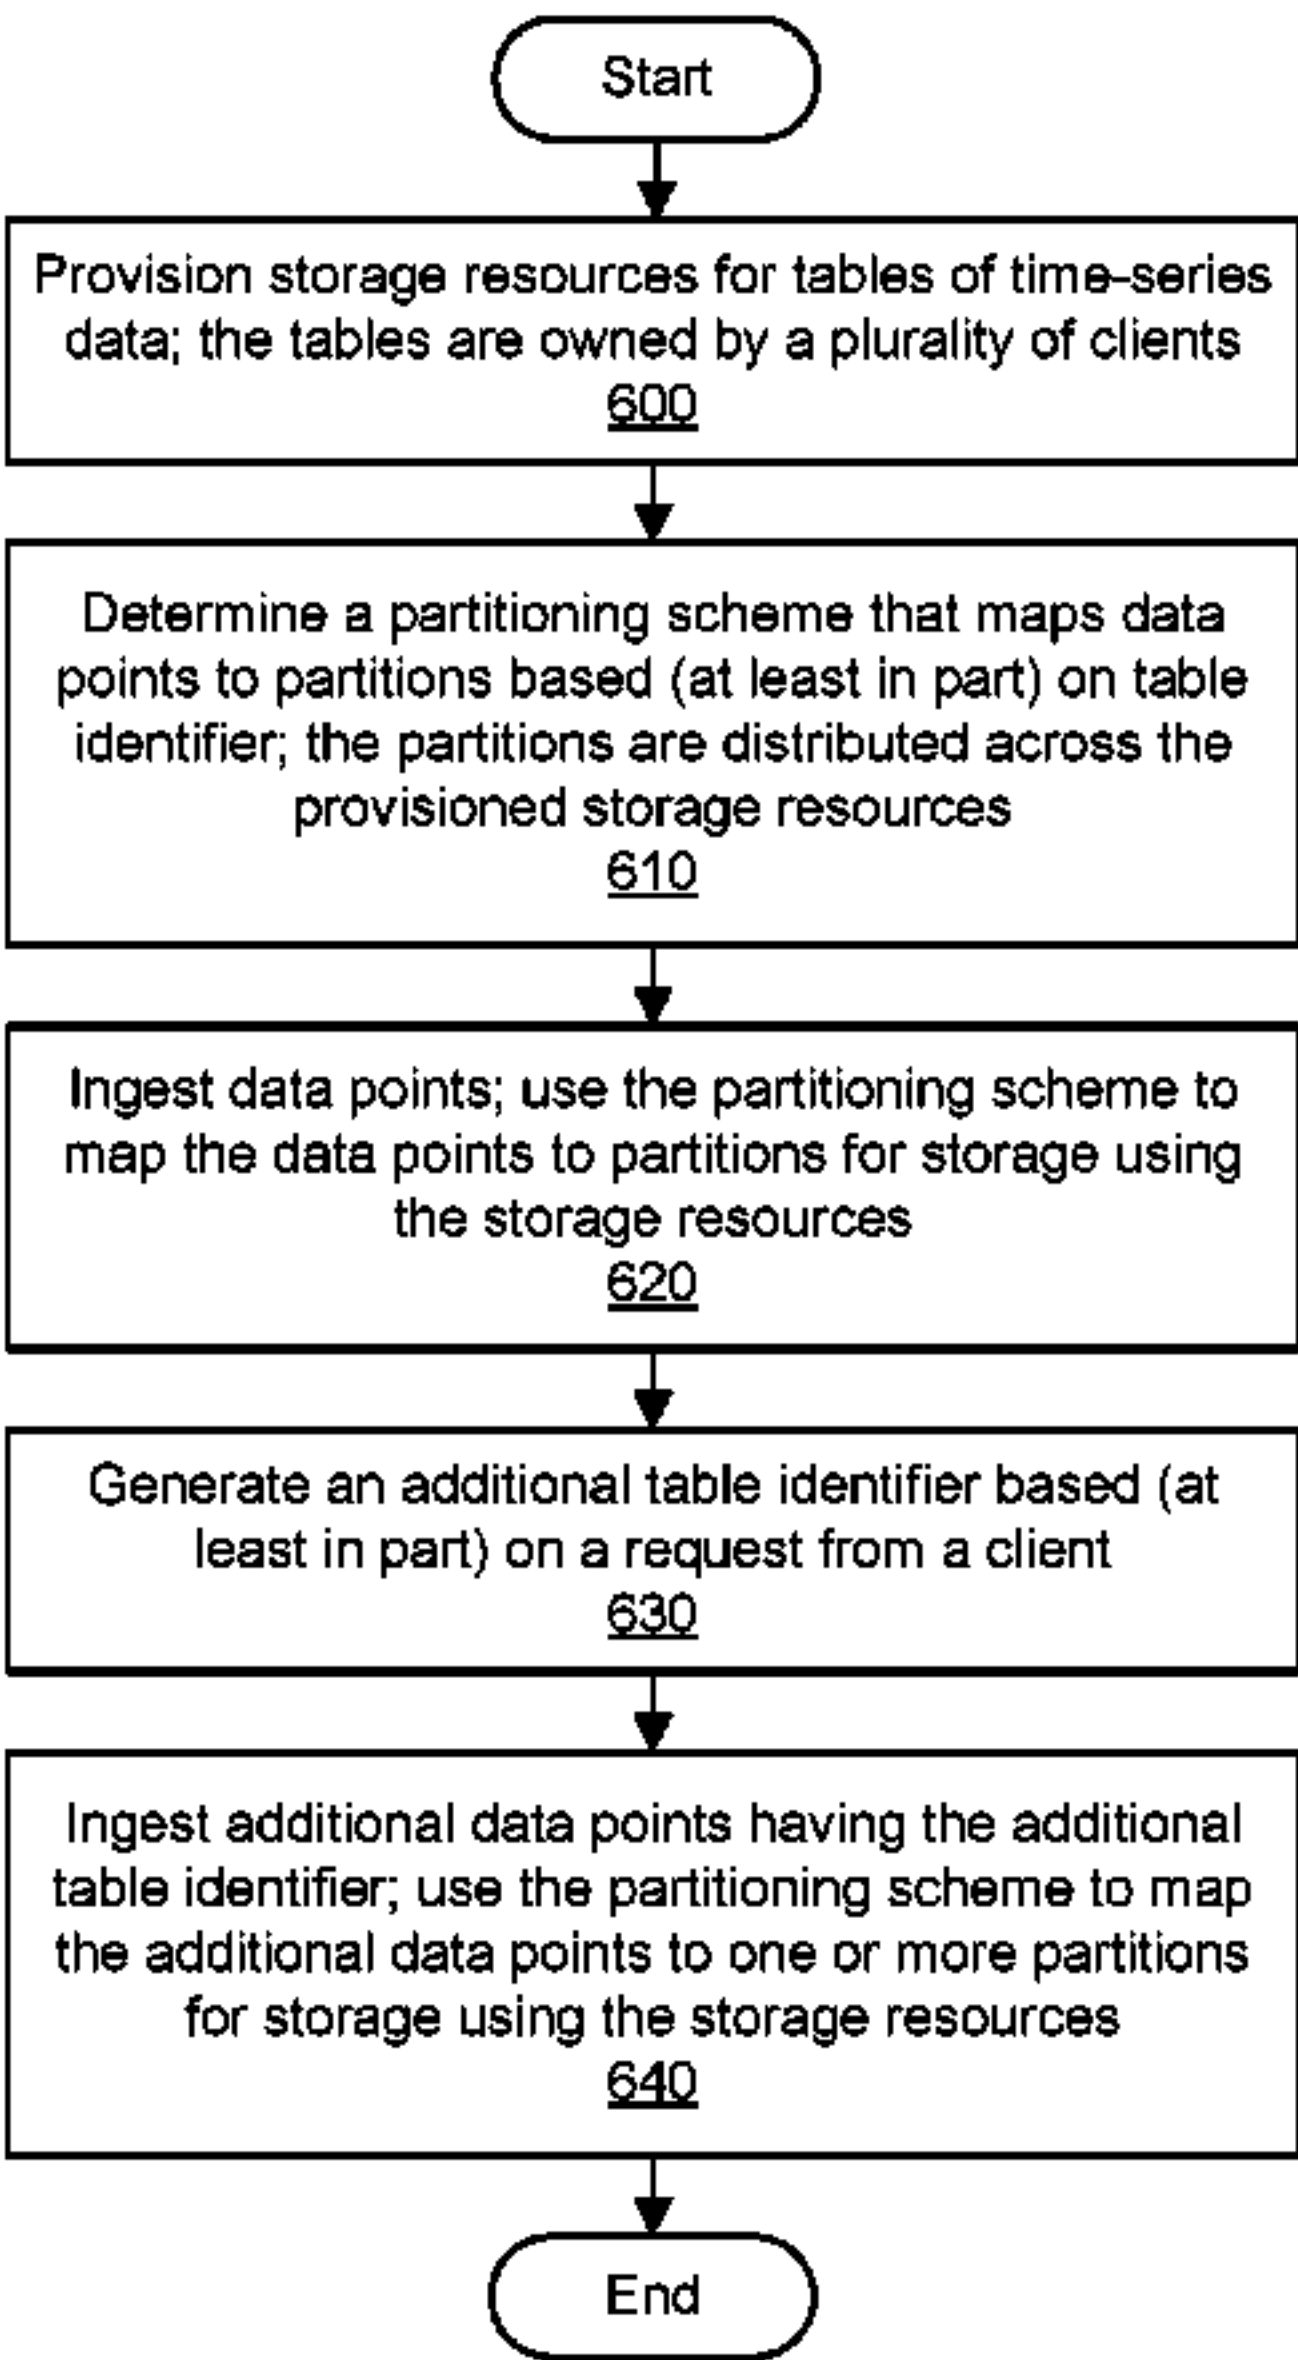 Start
Provision storage resources for tables of time-series
data; the tables are owned by a plurality of clients
600
Determine a partitioning scheme that maps data
points to partitions based (at least in part) on table
identifier; the partitions are distributed across the
provisioned storage resources
610
Ingest data points; use the partitioning scheme to
map the data points to partitions for storage using
the storage resources
620
Generate an additional table identifier based (at
least in part) on a request from a client
630
Ingest additional data points having the additional
table identifier; use the partitioning scheme to map
the additional data points to one or more partitions
for storage using the storage resources
640
End